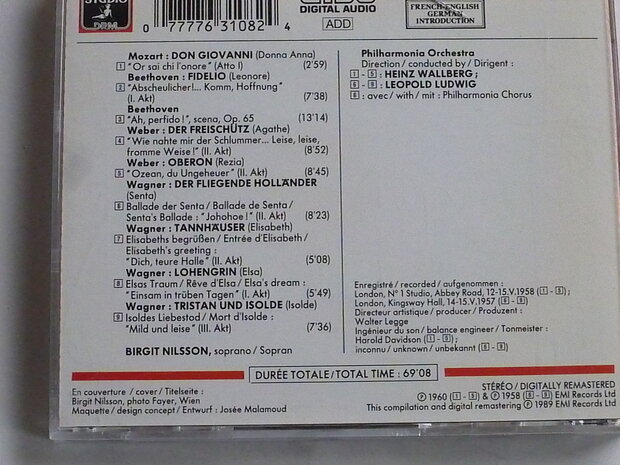 STUDIO
DRM
0 77776 31082 4
DIGITAL AUDIO
ADD
FRENCH-ENGLISH
GERMAN
INTRODUCTION
Mozart : DON GIOVANNI (Donna Anna)
1 "Or sai chi l'onore" (Atto I) (2'59)
Beethoven : FIDELIO (Leonore)
2 "Abscheulicher!... Komm, Hoffnung"
(I. Akt) (7'38)
Beethoven
3 "Ah, perfido !", scena, Op. 65 (13'14)
Weber : DER FREISCHÜTZ (Agathe)
4 "Wie nahte mir der Schlummer... Leise, leise,
fromme Weise !" (II. Akt) (8'52)
Weber : OBERON (Rezia)
5 "Ozean, du Ungeheuer" (II. Akt) (8'45)
Wagner : DER FLIEGENDE HOLLÄNDER
(Senta)
6 Ballade der Senta / Ballade de Senta /
Senta's Ballade : "Johohoe !" (II. Akt) (8'23)
Wagner : TANNHÄUSER (Elisabeth)
7 Elisabeths begrüßen / Entrée d'Elisabeth /
Elisabeth's greeting :
"Dich, teure Halle" (II. Akt) (5'08)
Wagner : LOHENGRIN (Elsa)
8 Elsas Traum / Rêve d'Elsa / Elsa's dream :
"Einsam in trüben Tagen" (I. Akt) (5'49)
Wagner : TRISTAN UND ISOLDE (Isolde)
9 Isoldes Liebestod / Mort d'Isolde :
"Mild und leise" (III. Akt) (7'36)
BIRGIT NILSSON, soprano / Sopran
Philharmonia Orchestra
Direction / conducted by / Dirigent :
1 - 5 : HEINZ WALLBERG ;
6 - 9 : LEOPOLD LUDWIG
6 : avec / with / mit : Philharmonia Chorus
Enregistré / recorded / aufgenommen :
London, N° 1 Studio, Abbey Road, 12-15.V.1958 (1 - 5) ;
London, Kingsway Hall, 14-15.V.1957 (6 - 9)
Directeur artistique / producer / Produzent :
Walter Legge
Ingénieur du son / balance engineer / Tonmeister :
Harold Davidson (1 - 5) ;
inconnu / unknown / unbekannt (6 - 9)
DURÉE TOTALE/TOTAL TIME : 69'08
En couverture / cover / Titelseite :
Birgit Nilsson, photo Fayer, Wien
Maquette / design concept / Entwurf : Josée Malamoud
STÉRÉO / DIGITALLY REMASTERED
℗ 1960 (1 - 5) & ℗ 1958 (6 - 9) EMI Records Ltd
This compilation and digital remastering ℗ 1989 EMI Records Ltd